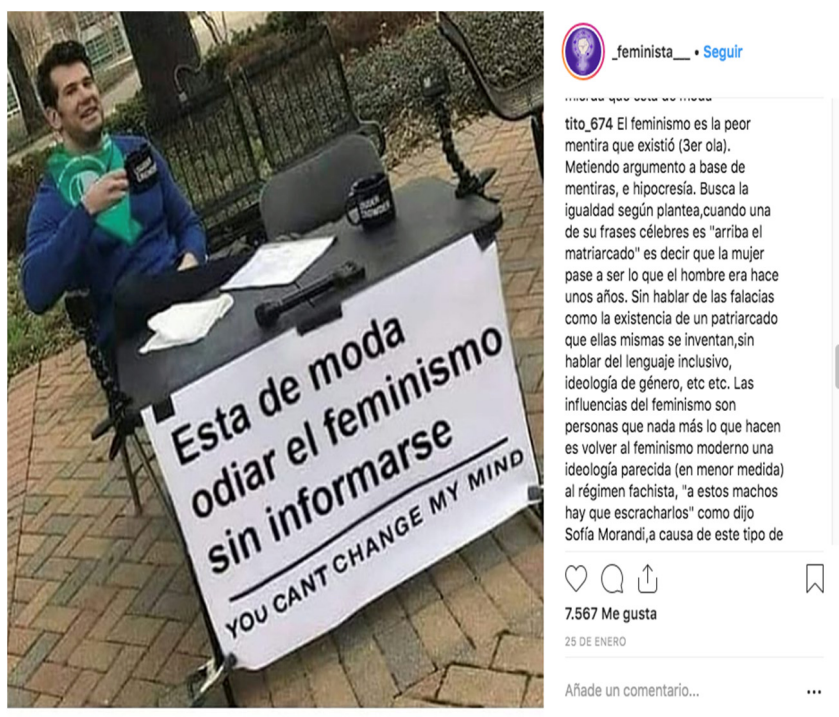 Esta de moda
odiar el feminismo
sin informarse
YOU CANT CHANGE MY MIND
_feminista__ • Seguir
tito_674 El feminismo es la peor
mentira que existió (3er ola).
Metiendo argumento a base de
mentiras, e hipocresía. Busca la
igualdad según plantea,cuando una
de su frases célebres es "arriba el
matriarcado" es decir que la mujer
pase a ser lo que el hombre era hace
unos años. Sin hablar de las falacias
como la existencia de un patriarcado
que ellas mismas se inventan,sin
hablar del lenguaje inclusivo,
ideología de género, etc etc. Las
influencias del feminismo son
personas que nada más lo que hacen
es volver al feminismo moderno una
ideología parecida (en menor medida)
al régimen fachista, "a estos machos
hay que escracharlos" como dijo
Sofía Morandi,a causa de este tipo de
7.567 Me gusta
25 DE ENERO
Añade un comentario...